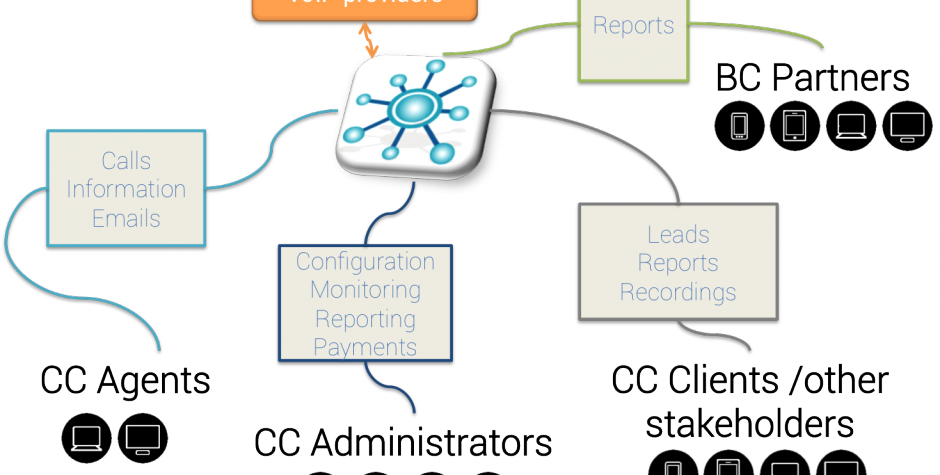 VoIP providers
Reports
BC Partners
Calls
Information
Emails
Leads
Reports
Recordings
Configuration
Monitoring
Reporting
Payments
CC Agents
CC Clients /other
stakeholders
CC Administrators